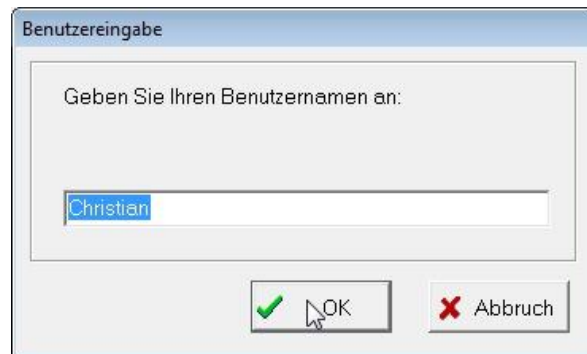 Benutzereingabe
Geben Sie Ihren Benutzernamen an:
Christian
OK
Abbruch